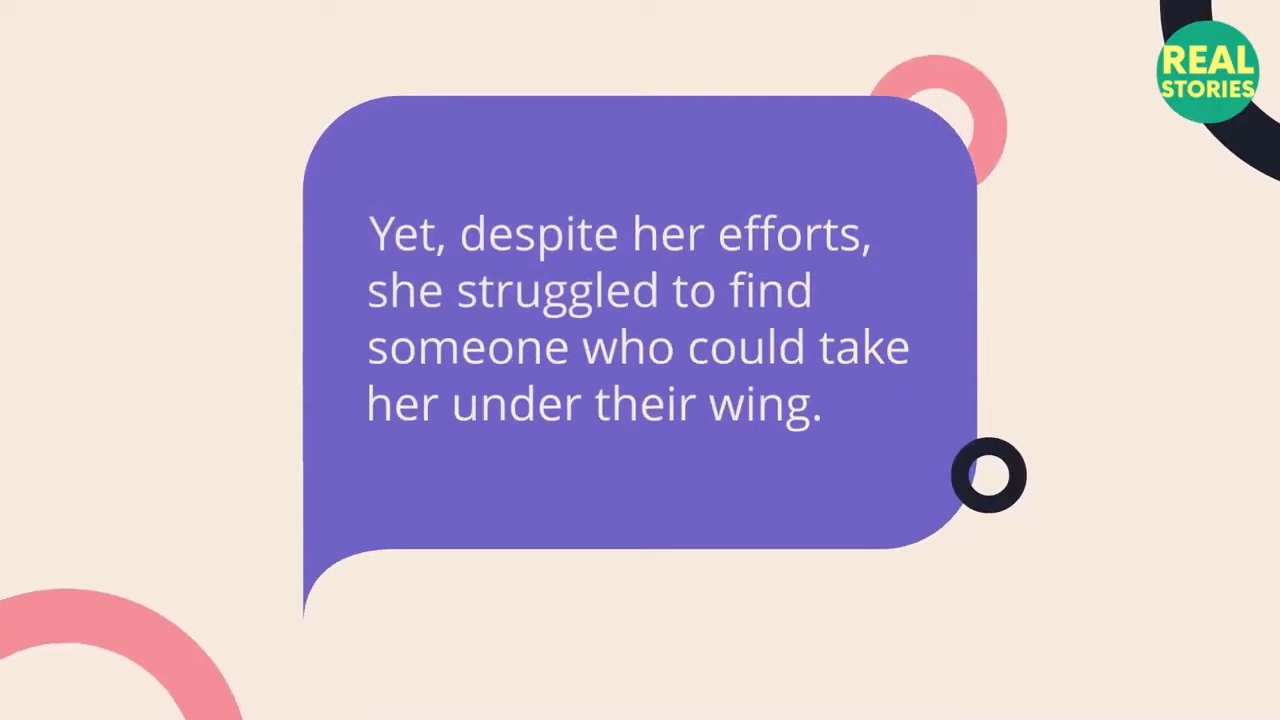 REAL
STORIES
Yet, despite her efforts,
she struggled to find
someone who could take
her under their wing.